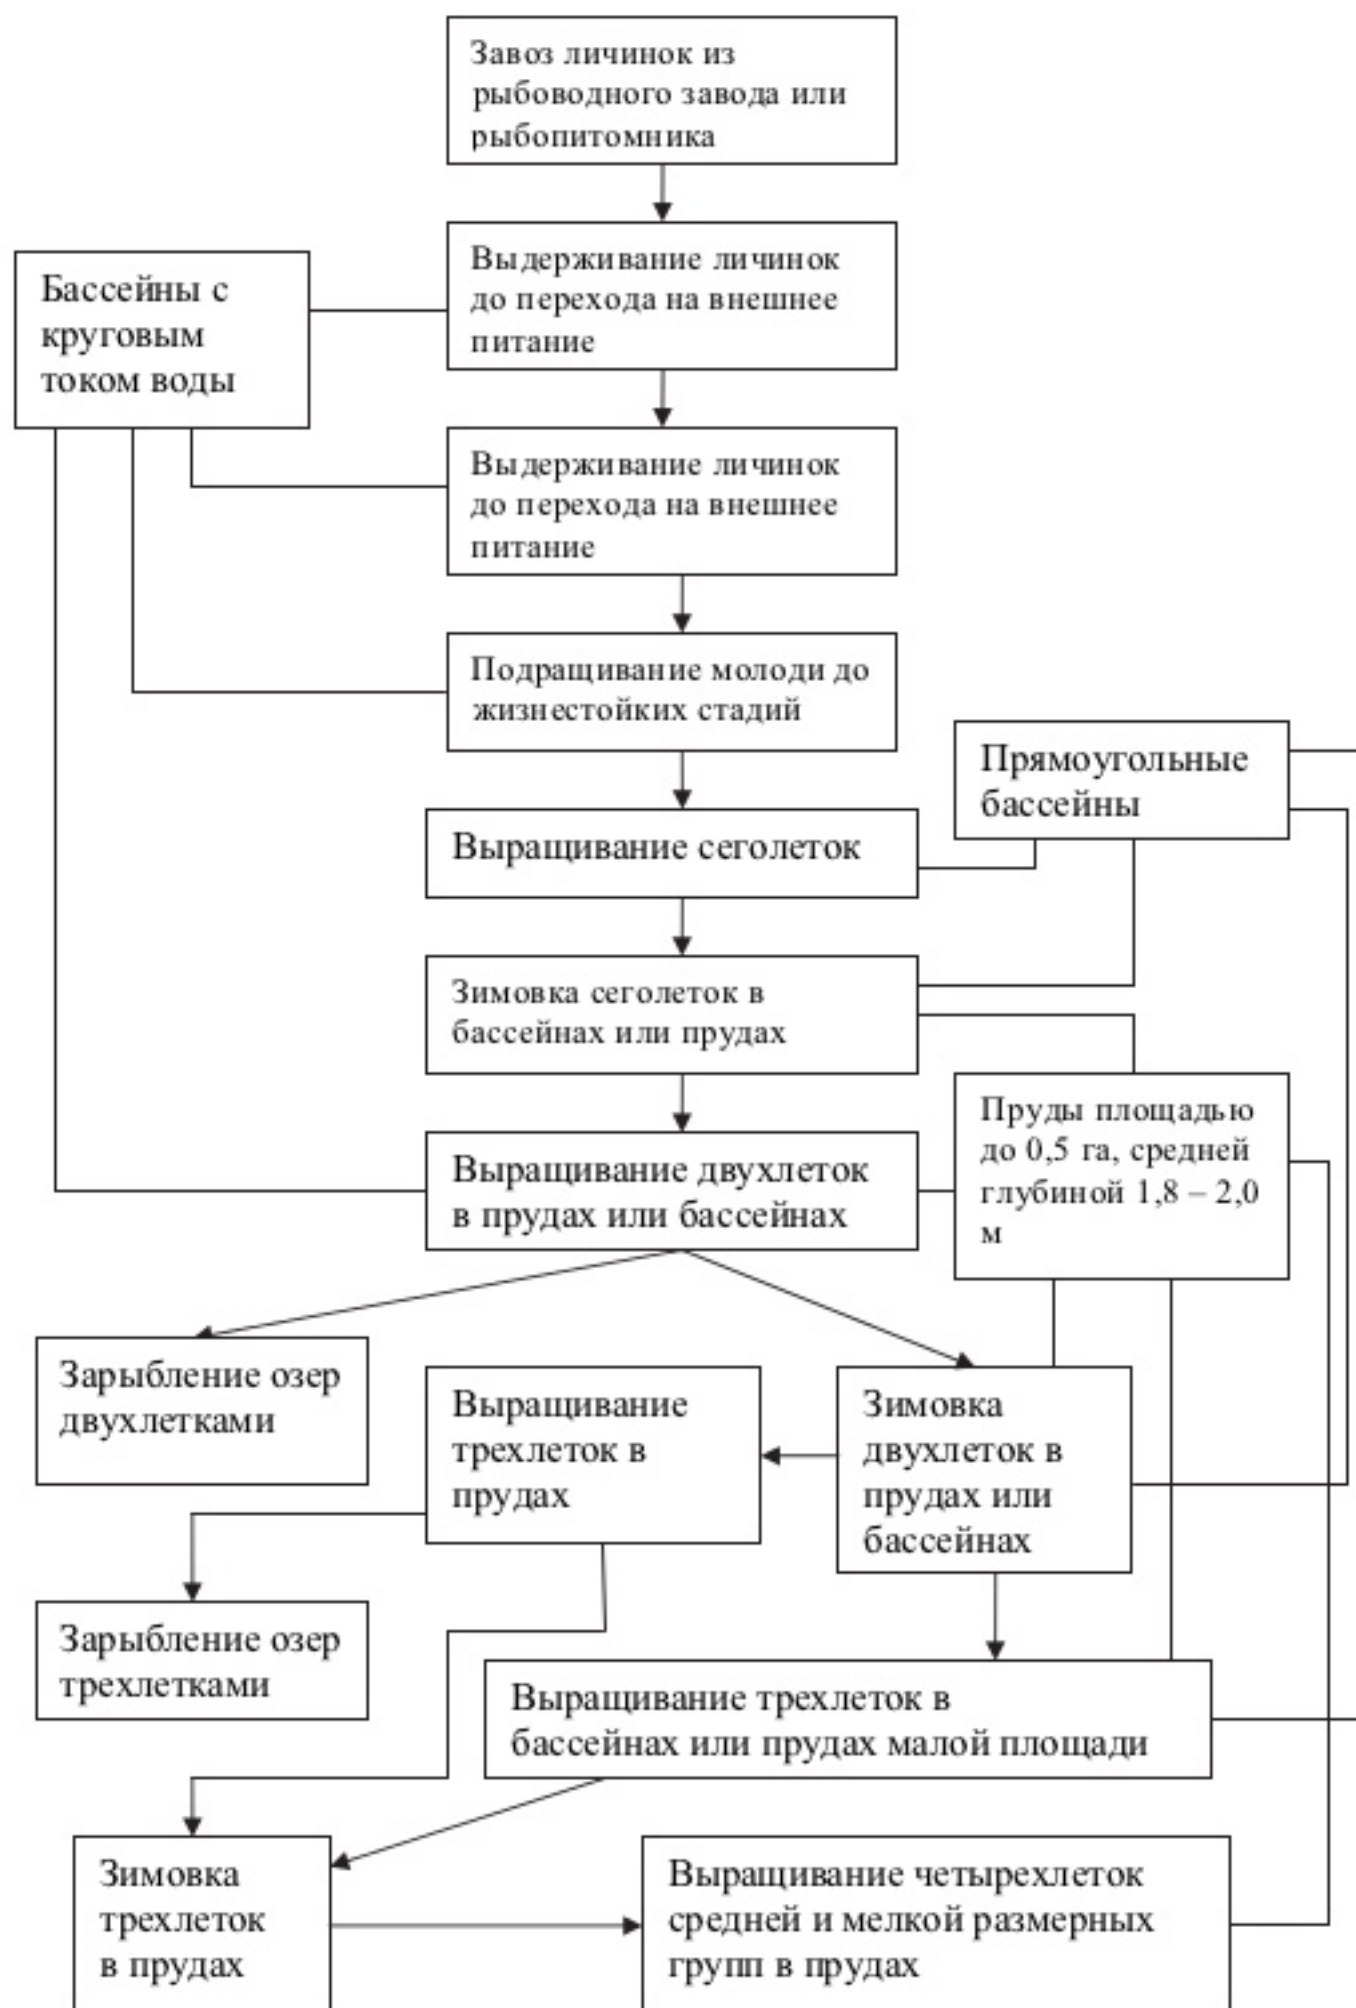 Завоз личинок из
рыбоводного завода или
рыбопитомника
Бассейны с
круговым
током воды
Выдерживание личинок
до перехода на внешнее
питание
Выдерживание личинок
до перехода на внешнее
питание
Подращивание молоди до
жизнестойких стадий
Прямоугольные
бассейны
Выращивание сеголеток
Зимовка сеголеток в
бассейнах или прудах
Пруды площадью
до 0,5 га, средней
глубиной 1,8 – 2,0
м
Выращивание двухлеток
в прудах или бассейнах
Зарыбление озер
двухлетками
Выращивание
трехлеток в
прудах
Зимовка
двухлеток в
прудах или
бассейнах
Зарыбление озер
трехлетками
Выращивание трехлеток в
бассейнах или прудах малой площади
Зимовка
трехлеток
в прудах
Выращивание четырехлеток
средней и мелкой размерных
групп в прудах